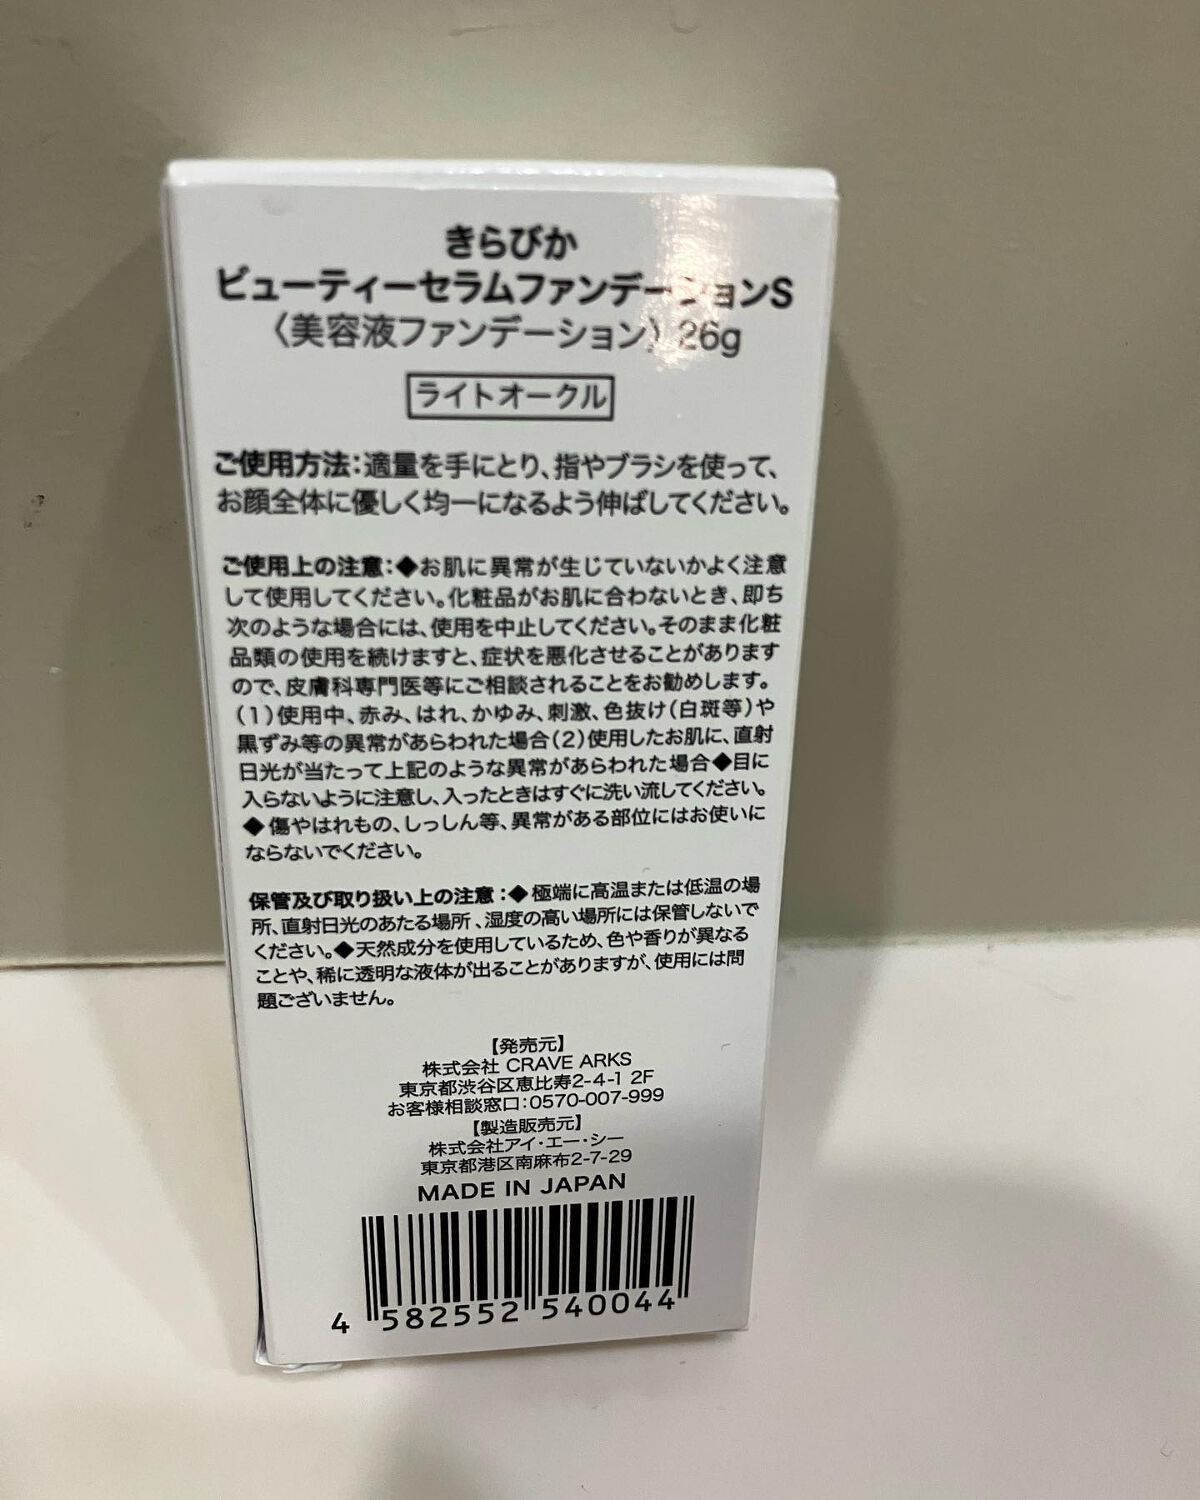 きらびか
ビューティーセラムファンデーションS
〈美容液ファンデーション〉26g
ライトオークル
ご使用方法：適量を手にとり、指やブラシを使って、
お顔全体に優しく均一になるよう伸ばしてください。
ご使用上の注意：◆お肌に異常が生じていないかよく注意
して使用してください。化粧品がお肌に合わないとき、即ち
次のような場合には、使用を中止してください。そのまま化粧
品類の使用を続けますと、症状を悪化させることがあります
ので、皮膚科専門医等にご相談されることをお勧めします。
（1）使用中、赤み、はれ、かゆみ、刺激、色抜け（白斑等）や
黒ずみ等の異常があらわれた場合（2）使用したお肌に、直射
日光が当たって上記のような異常があらわれた場合◆目に
入らないように注意し、入ったときはすぐに洗い流してください。
◆傷やはれもの、しっしん等、異常がある部位にはお使いに
ならないでください。
保管及び取り扱い上の注意：◆極端に高温または低温の場
所、直射日光のあたる場所、湿度の高い場所には保管しないで
ください。◆天然成分を使用しているため、色や香りが異なる
ことや、稀に透明な液体が出ることがありますが、使用には問
題ございません。
【発売元】
株式会社 CRAVE ARKS
東京都渋谷区恵比寿2-4-1 2F
お客様相談窓口：0570-007-999
【製造販売元】
株式会社アイ・エー・シー
東京都港区南麻布2-7-29
MADE IN JAPAN
4 582552 540044